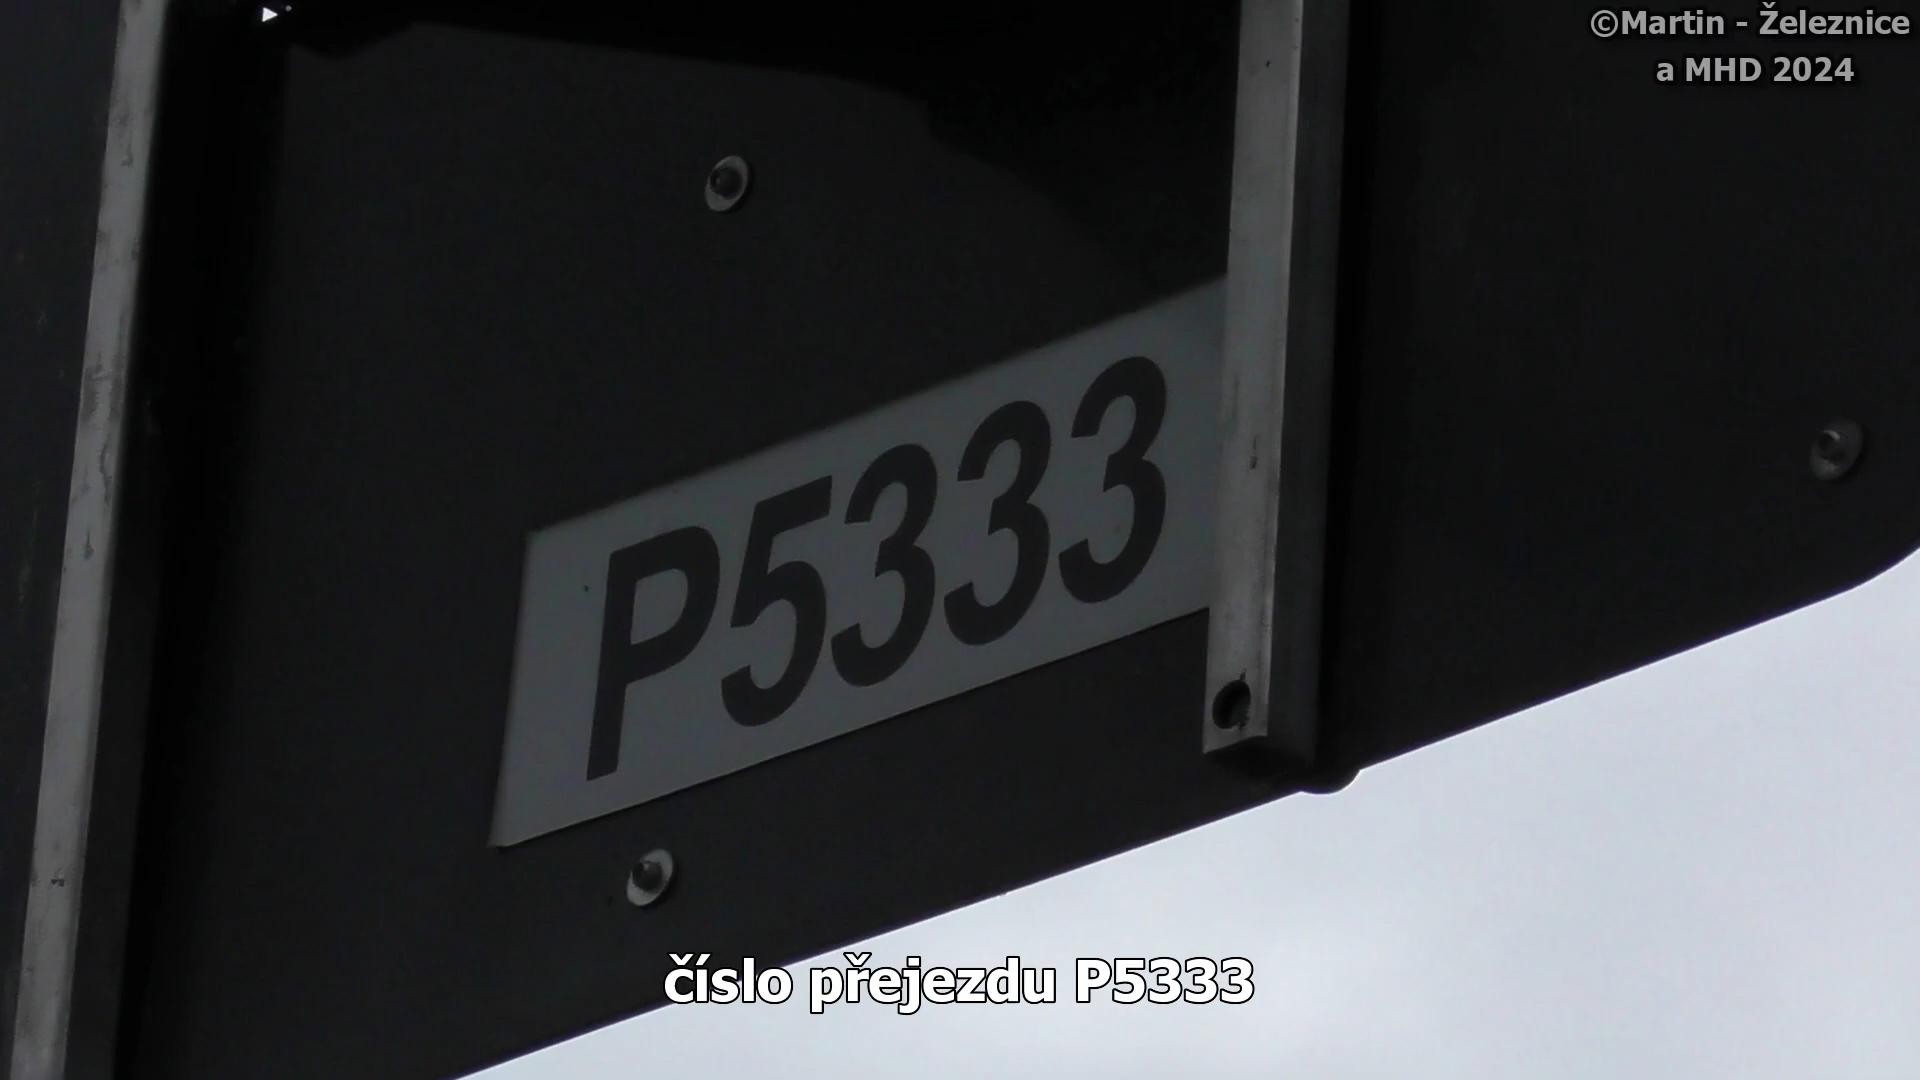 ©Martin - Železnice
a MHD 2024
P5333
číslo přejezdu P5333